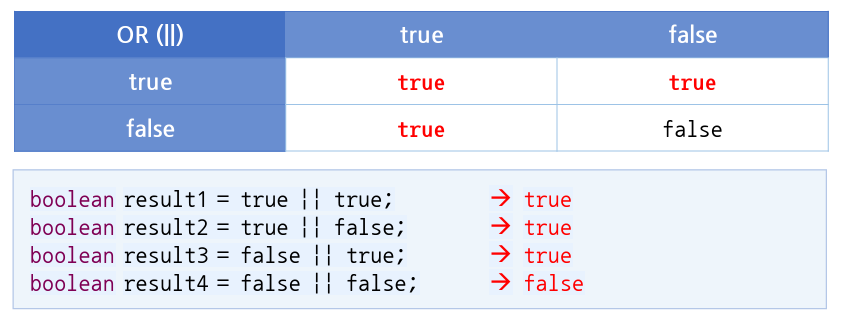 OR (||) true false
true true true
false true false
boolean result1 = true || true; → true
boolean result2 = true || false; → true
boolean result3 = false || true; → true
boolean result4 = false || false; → false